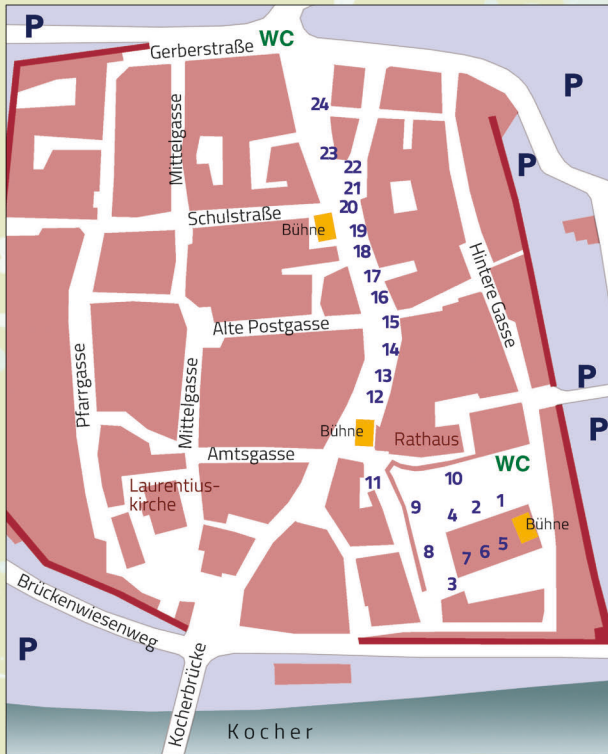 P
WC
Gerberstraße
P
24
Mittelgasse
23
22
P
21
20
Schulstraße
Bühne
19
18
Hintere Gasse
17
16
15
Alte Postgasse
14
Pfarrgasse
Mittelgasse
13
P
12
Bühne
Rathaus
P
Amtsgasse
WC
11
10
Laurentius-
kirche
9
4
2
1
Bühne
8
7
6
5
3
Brückenwiesenweg
P
Kocherbrücke
Kocher